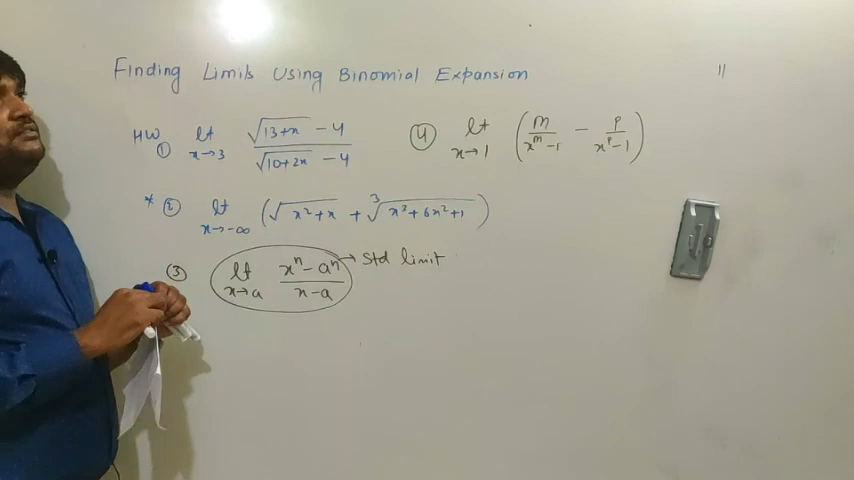 Finding Limits Using Binomial Expansion
11
HW ① lt x→3 (√(13+x) - 4) / (√(10+2x) - 4)
④ lt x→1 (m/(x^m - 1) - p/(x^p - 1))
* ② lt x→-∞ (√(x²+x) + ∛(x³+6x²+1))
③ lt x→a (x^n - a^n) / (x-a) → Std limit